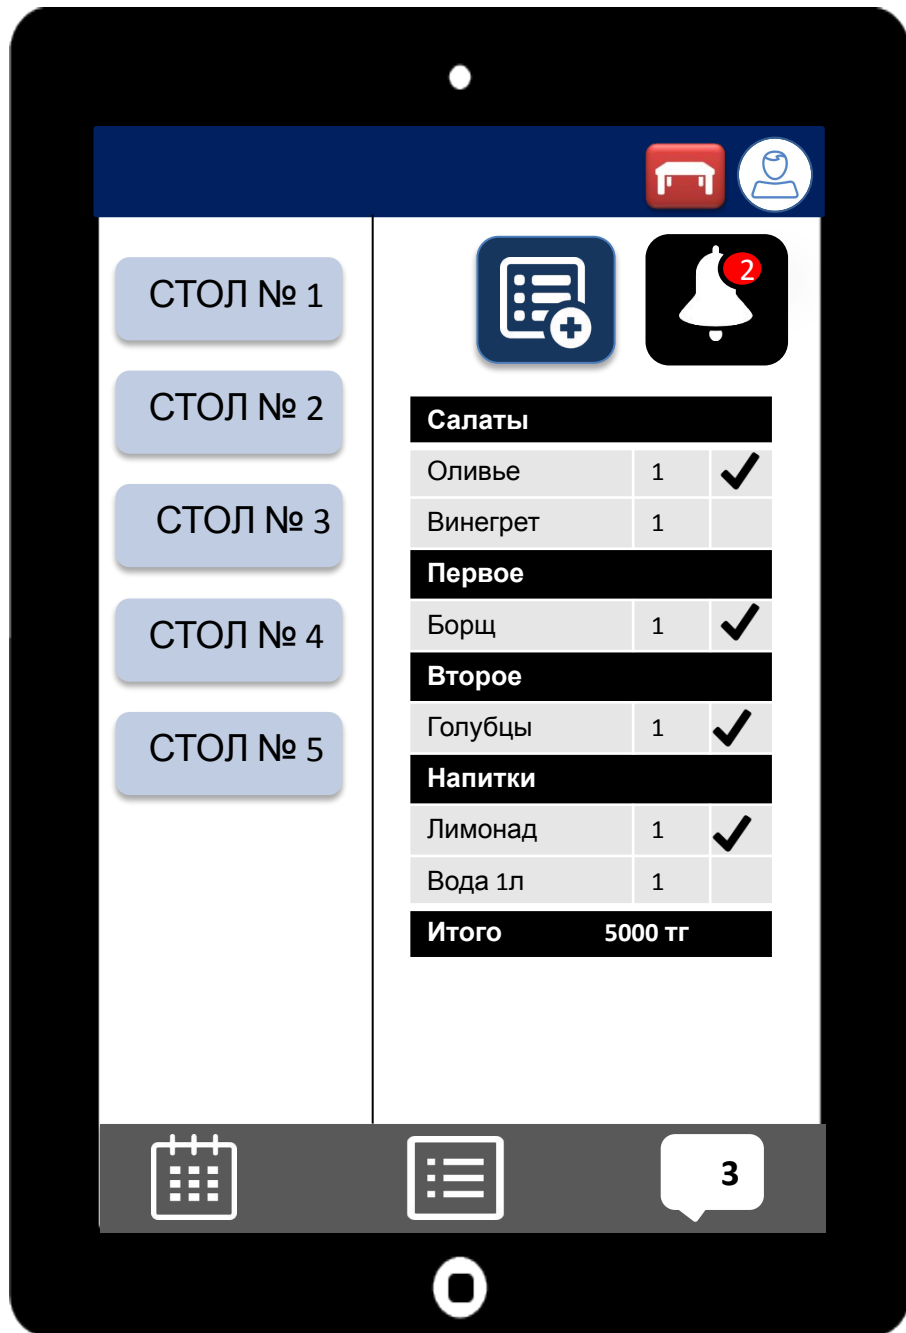 СТОЛ № 1
СТОЛ № 2
СТОЛ № 3
СТОЛ № 4
СТОЛ № 5
2
Салаты
Оливье 1
Винегрет 1
Первое
Борщ 1
Второе
Голубцы 1
Напитки
Лимонад 1
Вода 1л 1
Итого 5000 тг
3